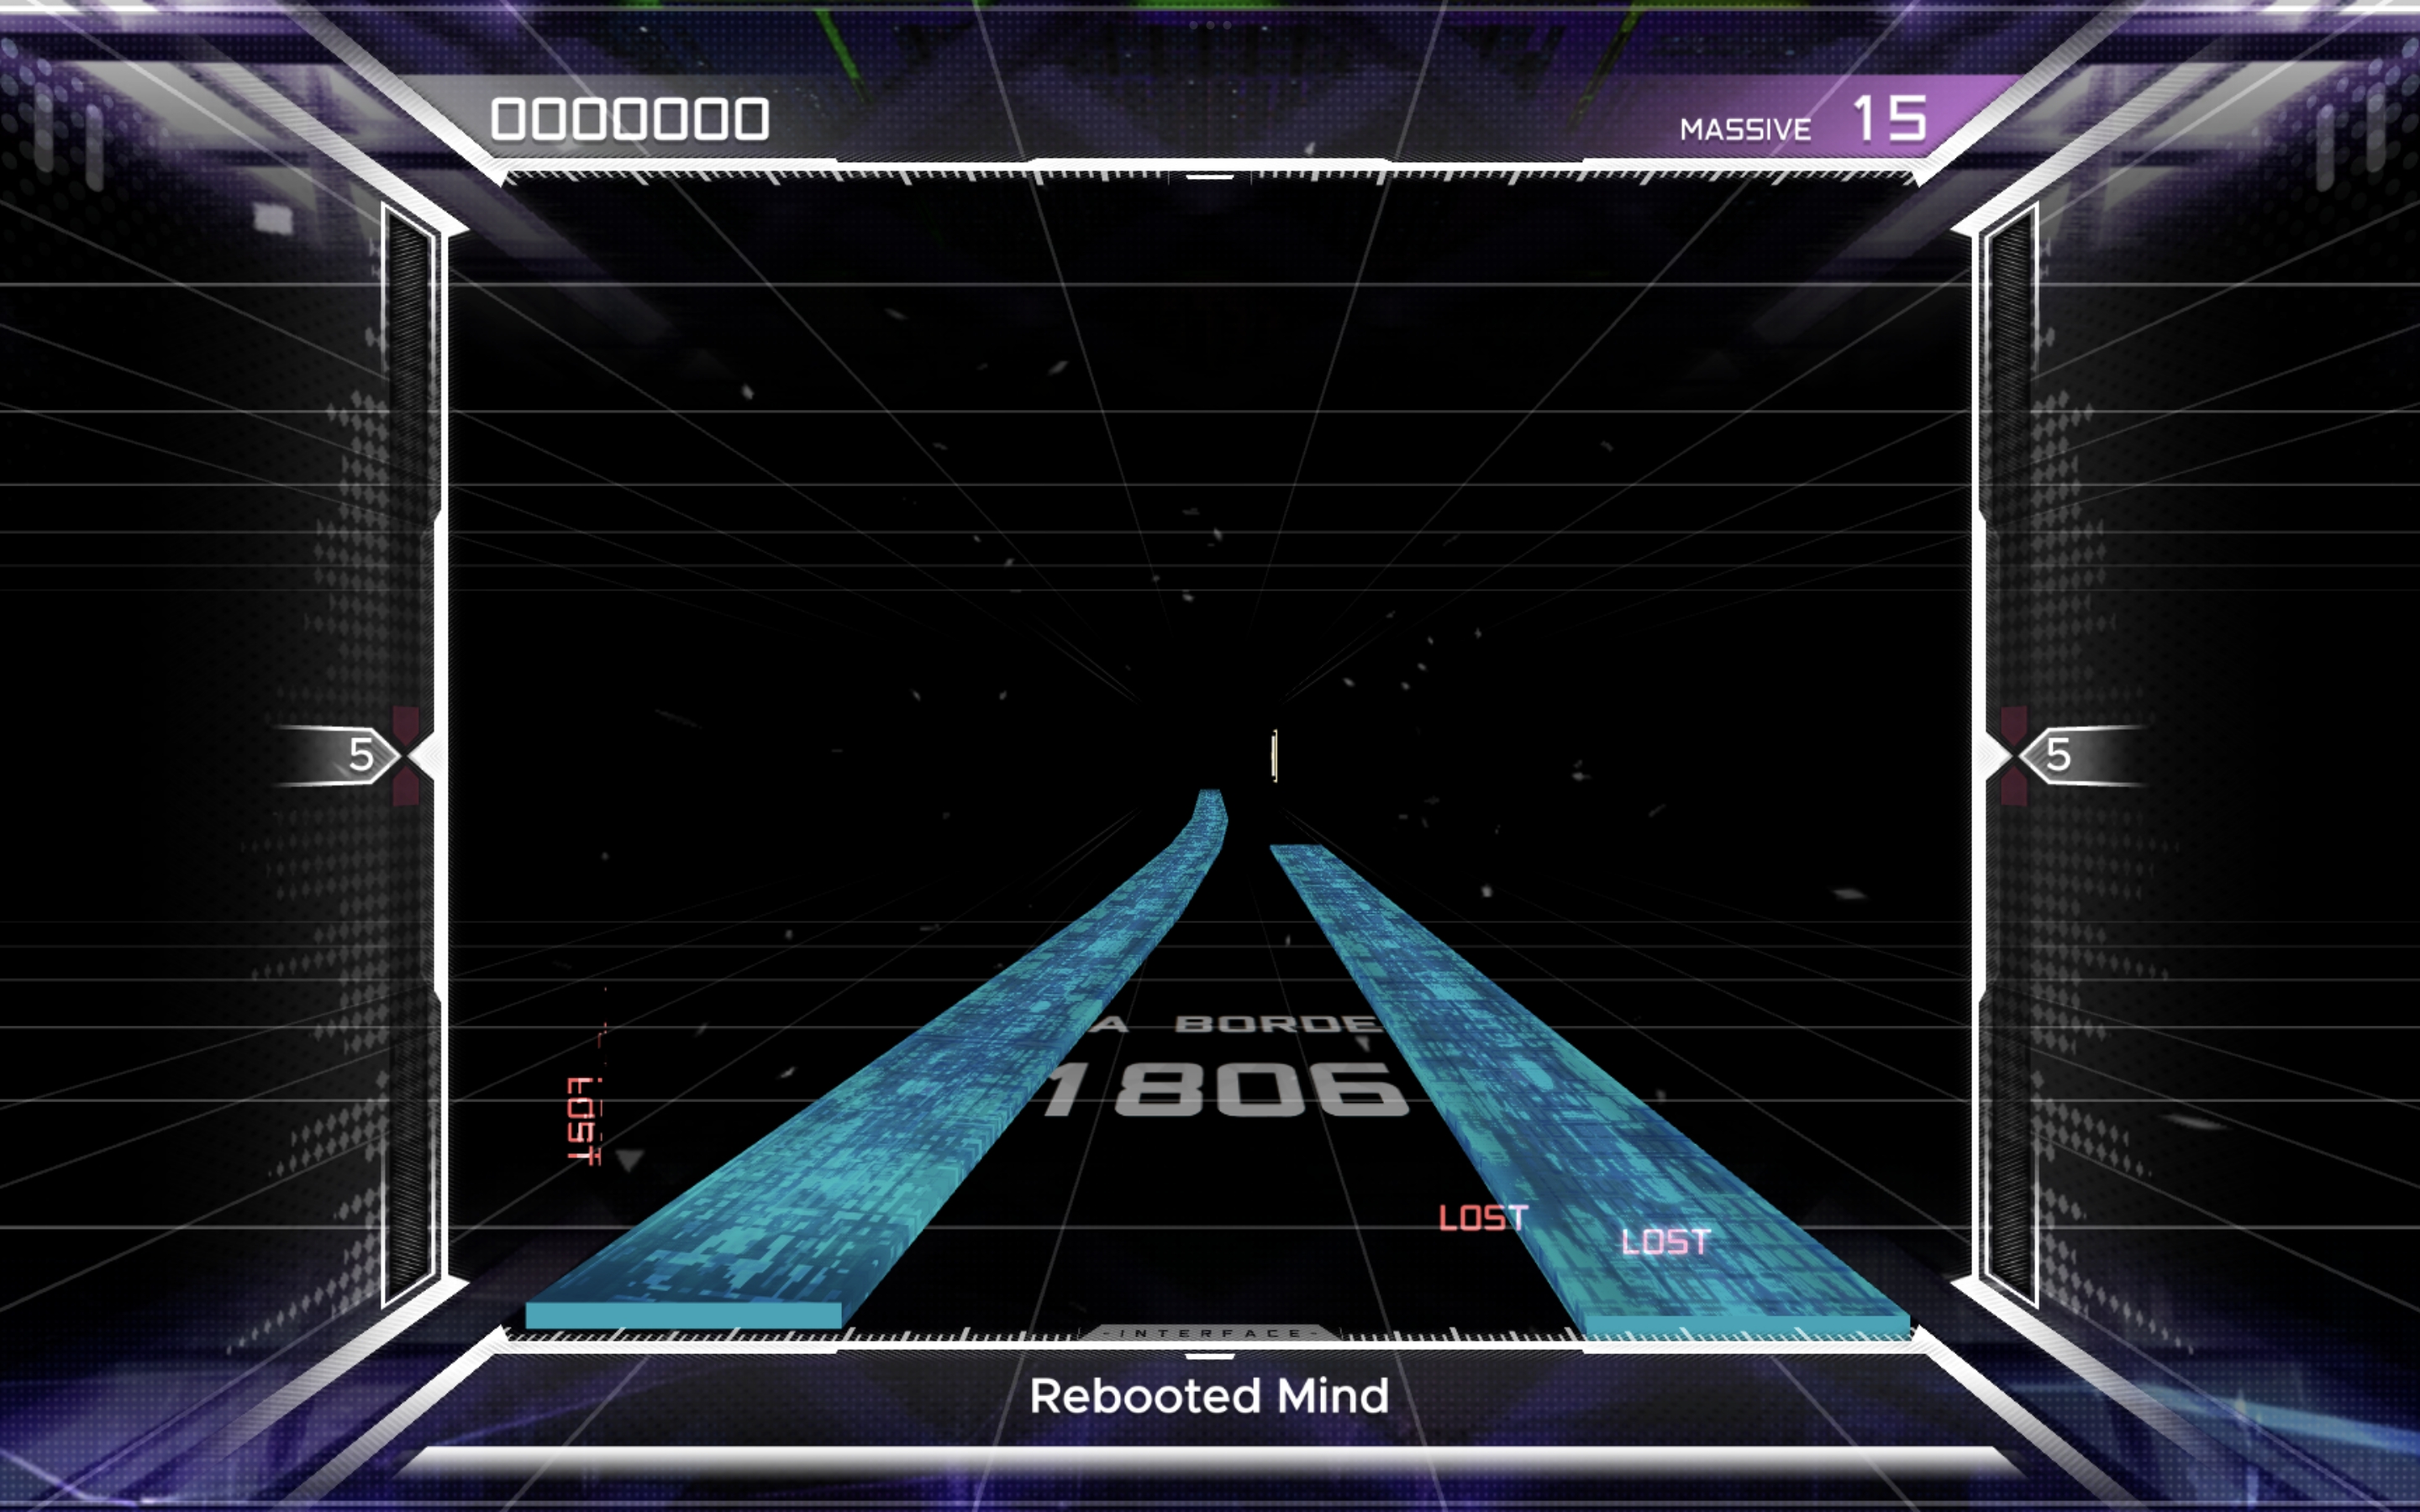 0000000
MASSIVE 15
5
5
A BORDE
1806
LOST
LOST
LOST
-INTERFACE-
Rebooted Mind